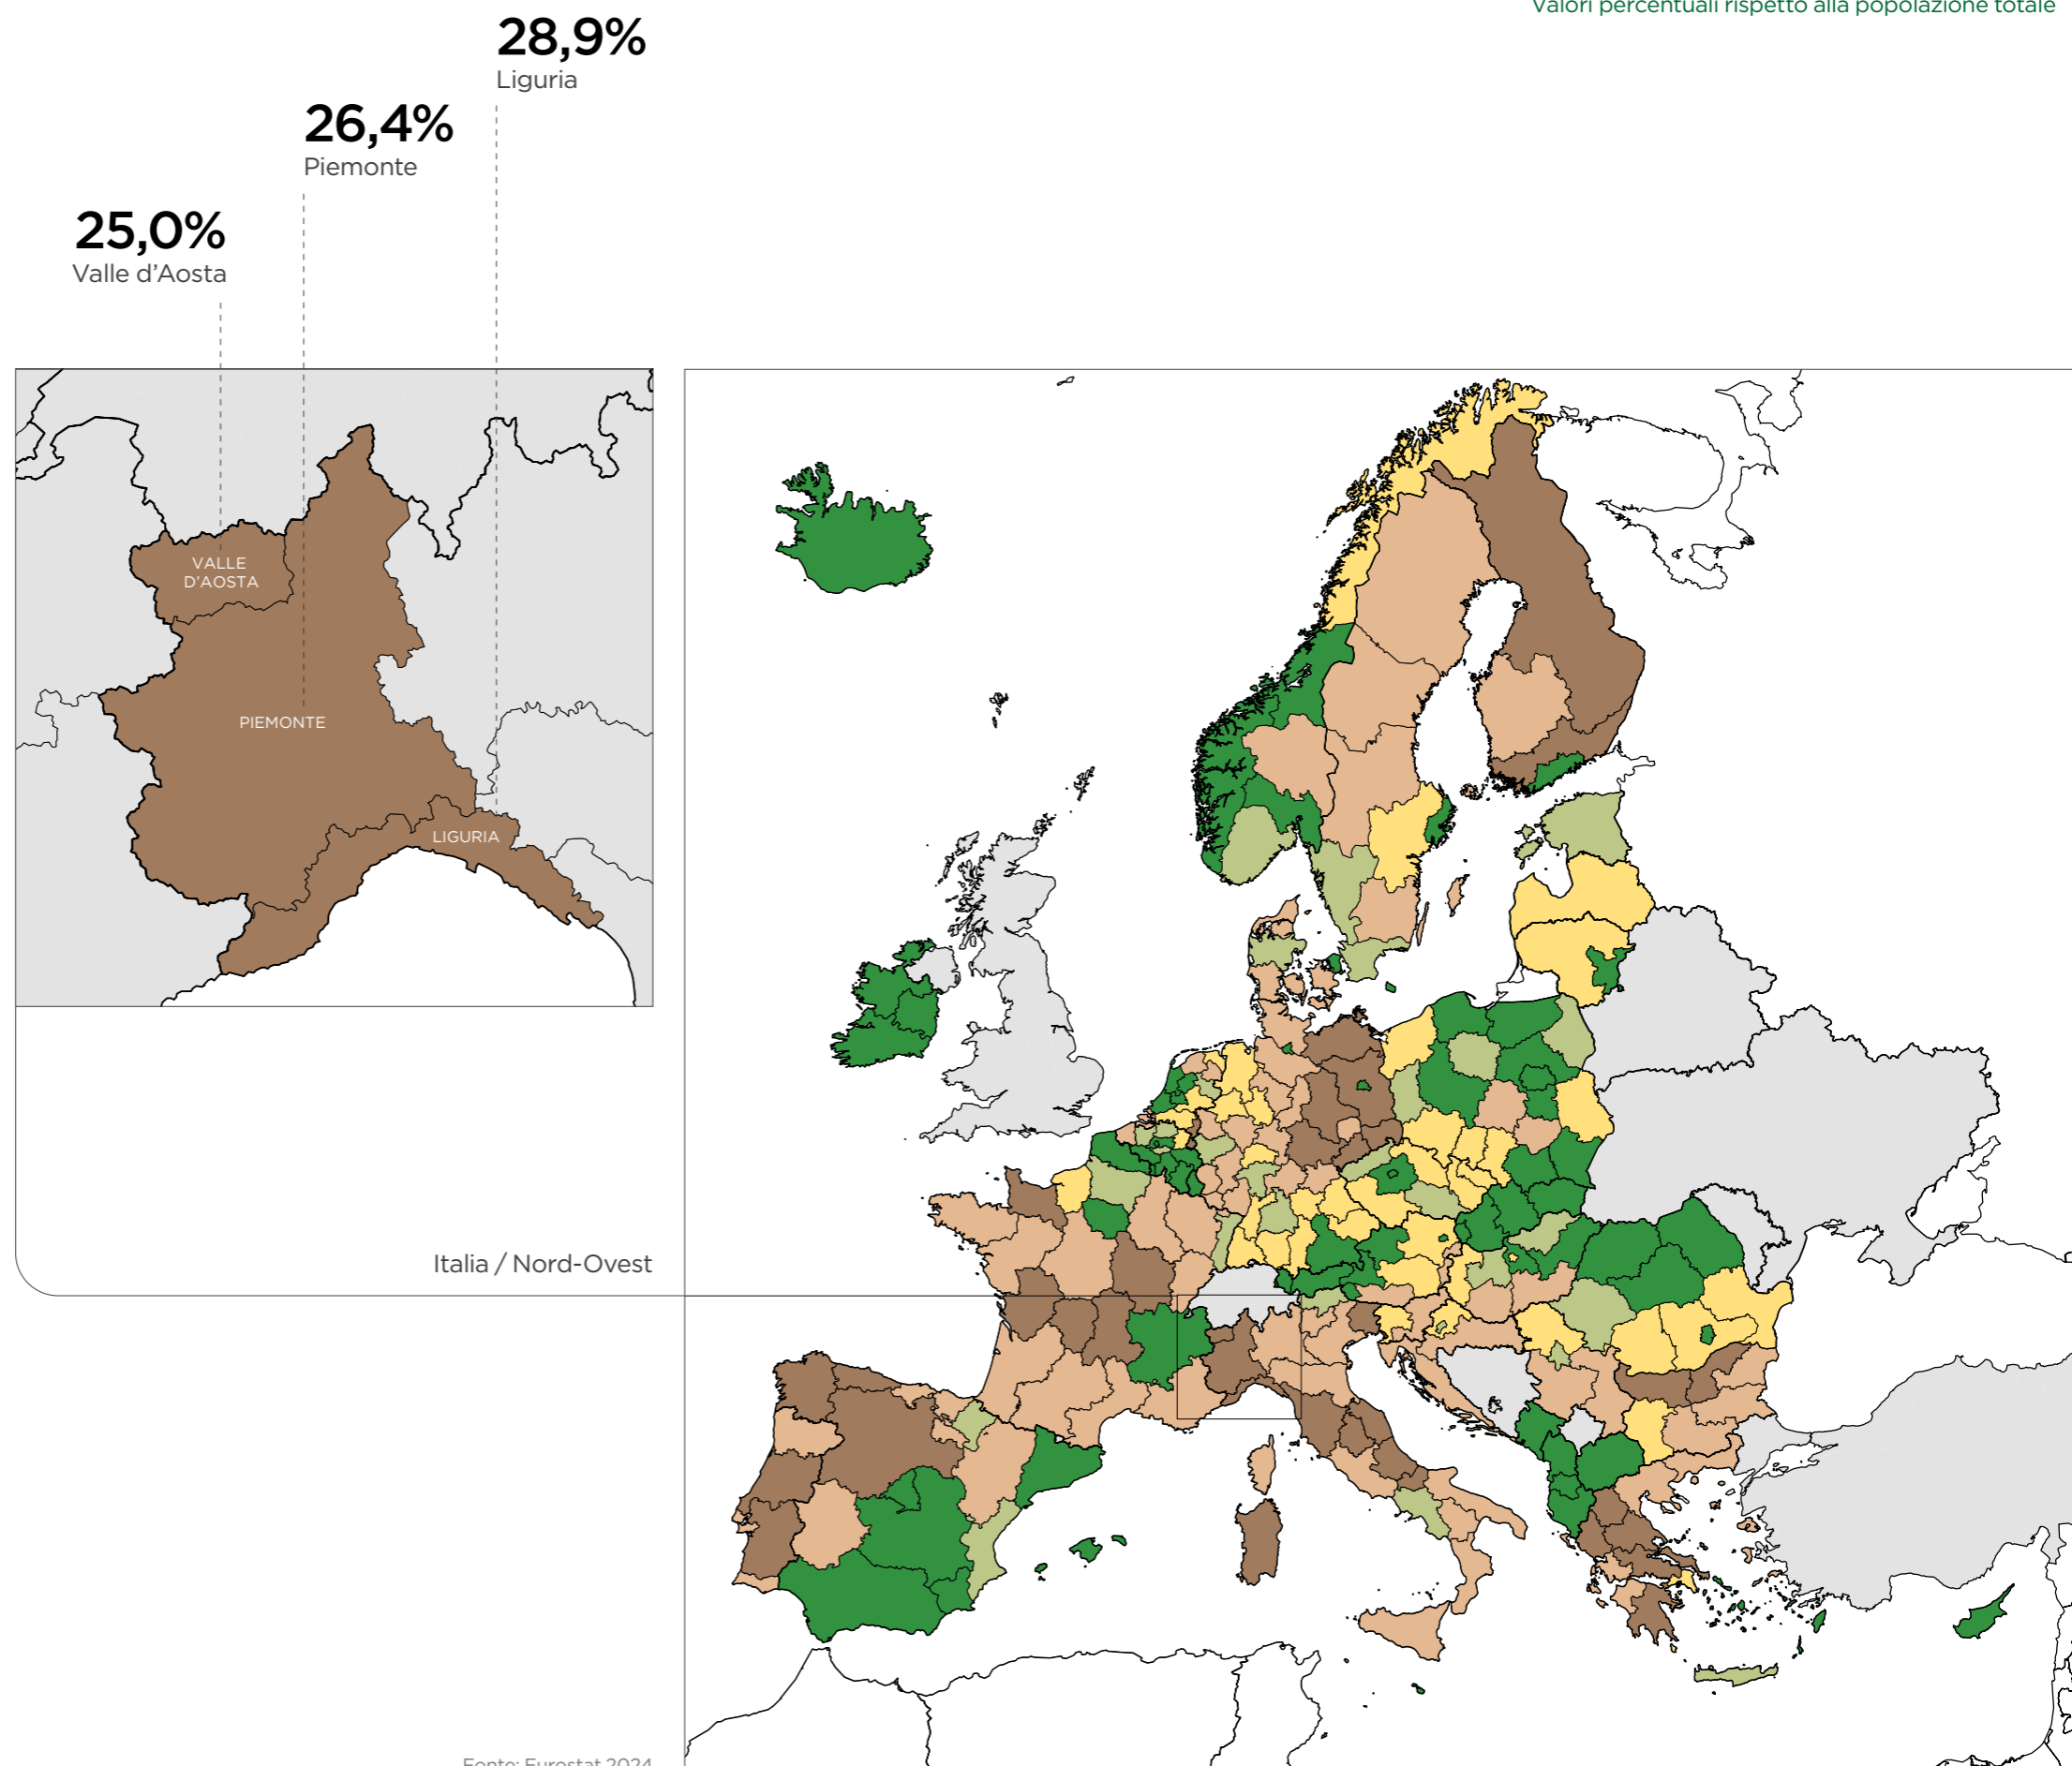 Valori percentuali rispetto alla popolazione totale
28,9%
Liguria
26,4%
Piemonte
25,0%
Valle d'Aosta
VALLE
D'AOSTA
PIEMONTE
LIGURIA
Italia / Nord-Ovest
Fonte: Eurostat 2024